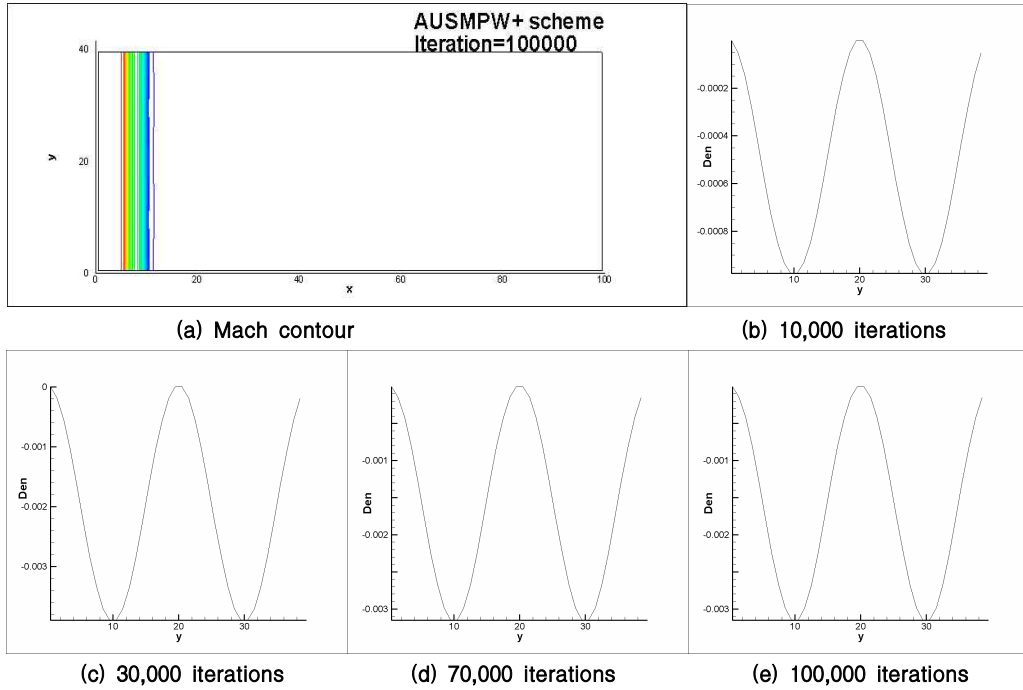 AUSMPW+ scheme
Iteration=100000
40
20
0
y
0
20
40
60
80
100
x
(a) Mach contour
-0.0002
-0.0004
-0.0006
-0.0008
Den
10
20
30
y
(b) 10,000 iterations
0
-0.001
-0.002
-0.003
Den
10
20
30
y
(c) 30,000 iterations
-0.001
-0.002
-0.003
Den
10
20
30
y
(d) 70,000 iterations
-0.001
-0.002
-0.003
Den
10
20
30
y
(e) 100,000 iterations